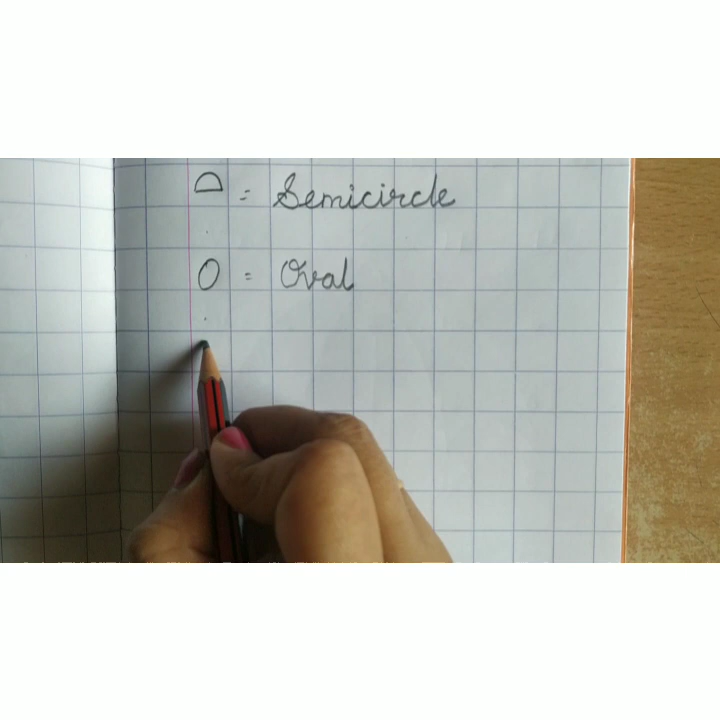 = Semicircle
= Oval